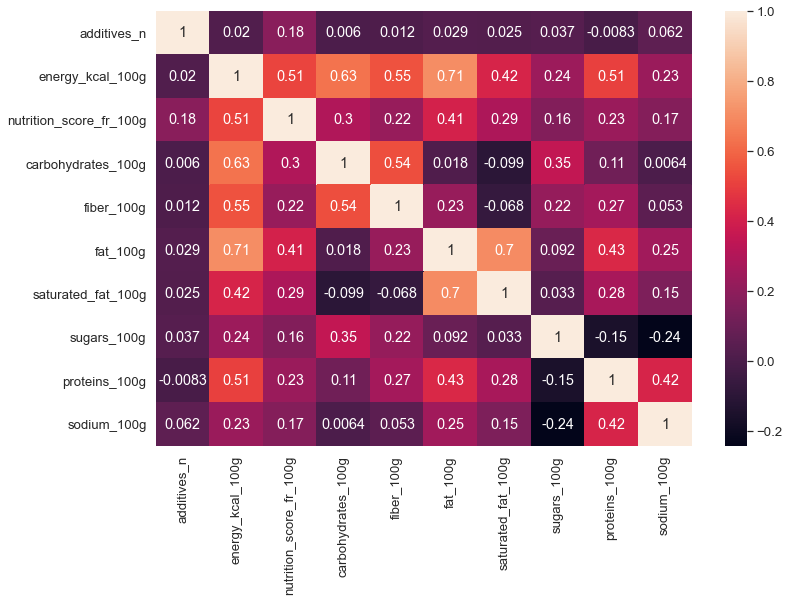 additives_n 1 0.02 0.18 0.006 0.012 0.029 0.025 0.037 -0.0083 0.062
energy_kcal_100g 0.02 1 0.51 0.63 0.55 0.71 0.42 0.24 0.51 0.23
nutrition_score_fr_100g 0.18 0.51 1 0.3 0.22 0.41 0.29 0.16 0.23 0.17
carbohydrates_100g 0.006 0.63 0.3 1 0.54 0.018 -0.099 0.35 0.11 0.0064
fiber_100g 0.012 0.55 0.22 0.54 1 0.23 -0.068 0.22 0.27 0.053
fat_100g 0.029 0.71 0.41 0.018 0.23 1 0.7 0.092 0.43 0.25
saturated_fat_100g 0.025 0.42 0.29 -0.099 -0.068 0.7 1 0.033 0.28 0.15
sugars_100g 0.037 0.24 0.16 0.35 0.22 0.092 0.033 1 -0.15 -0.24
proteins_100g -0.0083 0.51 0.23 0.11 0.27 0.43 0.28 -0.15 1 0.42
sodium_100g 0.062 0.23 0.17 0.0064 0.053 0.25 0.15 -0.24 0.42 1
additives_n
energy_kcal_100g
nutrition_score_fr_100g
carbohydrates_100g
fiber_100g
fat_100g
saturated_fat_100g
sugars_100g
proteins_100g
sodium_100g
1.0
0.8
0.6
0.4
0.2
0.0
−0.2